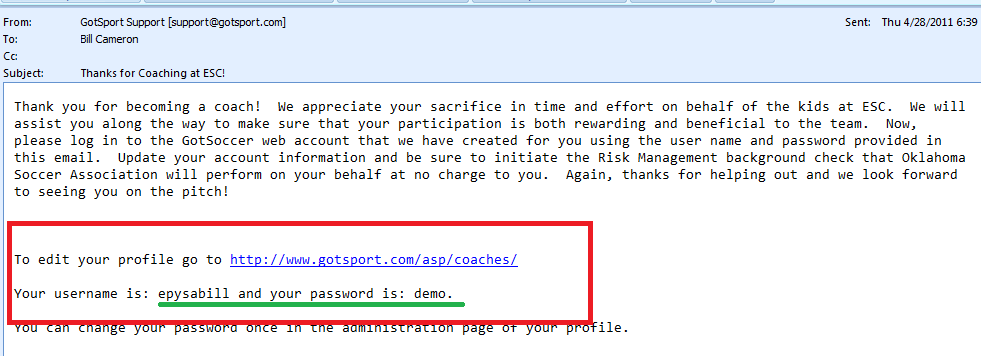 From: GotSport Support [support@gotsport.com] Sent: Thu 4/28/2011 6:39
To: Bill Cameron
Cc:
Subject: Thanks for Coaching at ESC!
Thank you for becoming a coach!  We appreciate your sacrifice in time and effort on behalf of the kids at ESC.  We will
assist you along the way to make sure that your participation is both rewarding and beneficial to the team.  Now,
please log in to the GotSoccer web account that we have created for you using the user name and password provided in
this email.  Update your account information and be sure to initiate the Risk Management background check that Oklahoma
Soccer Association will perform on your behalf at no charge to you.  Again, thanks for helping out and we look forward
to seeing you on the pitch!
To edit your profile go to http://www.gotsport.com/asp/coaches/
Your username is: epysabill and your password is: demo.
You can change your password once in the administration page of your profile.